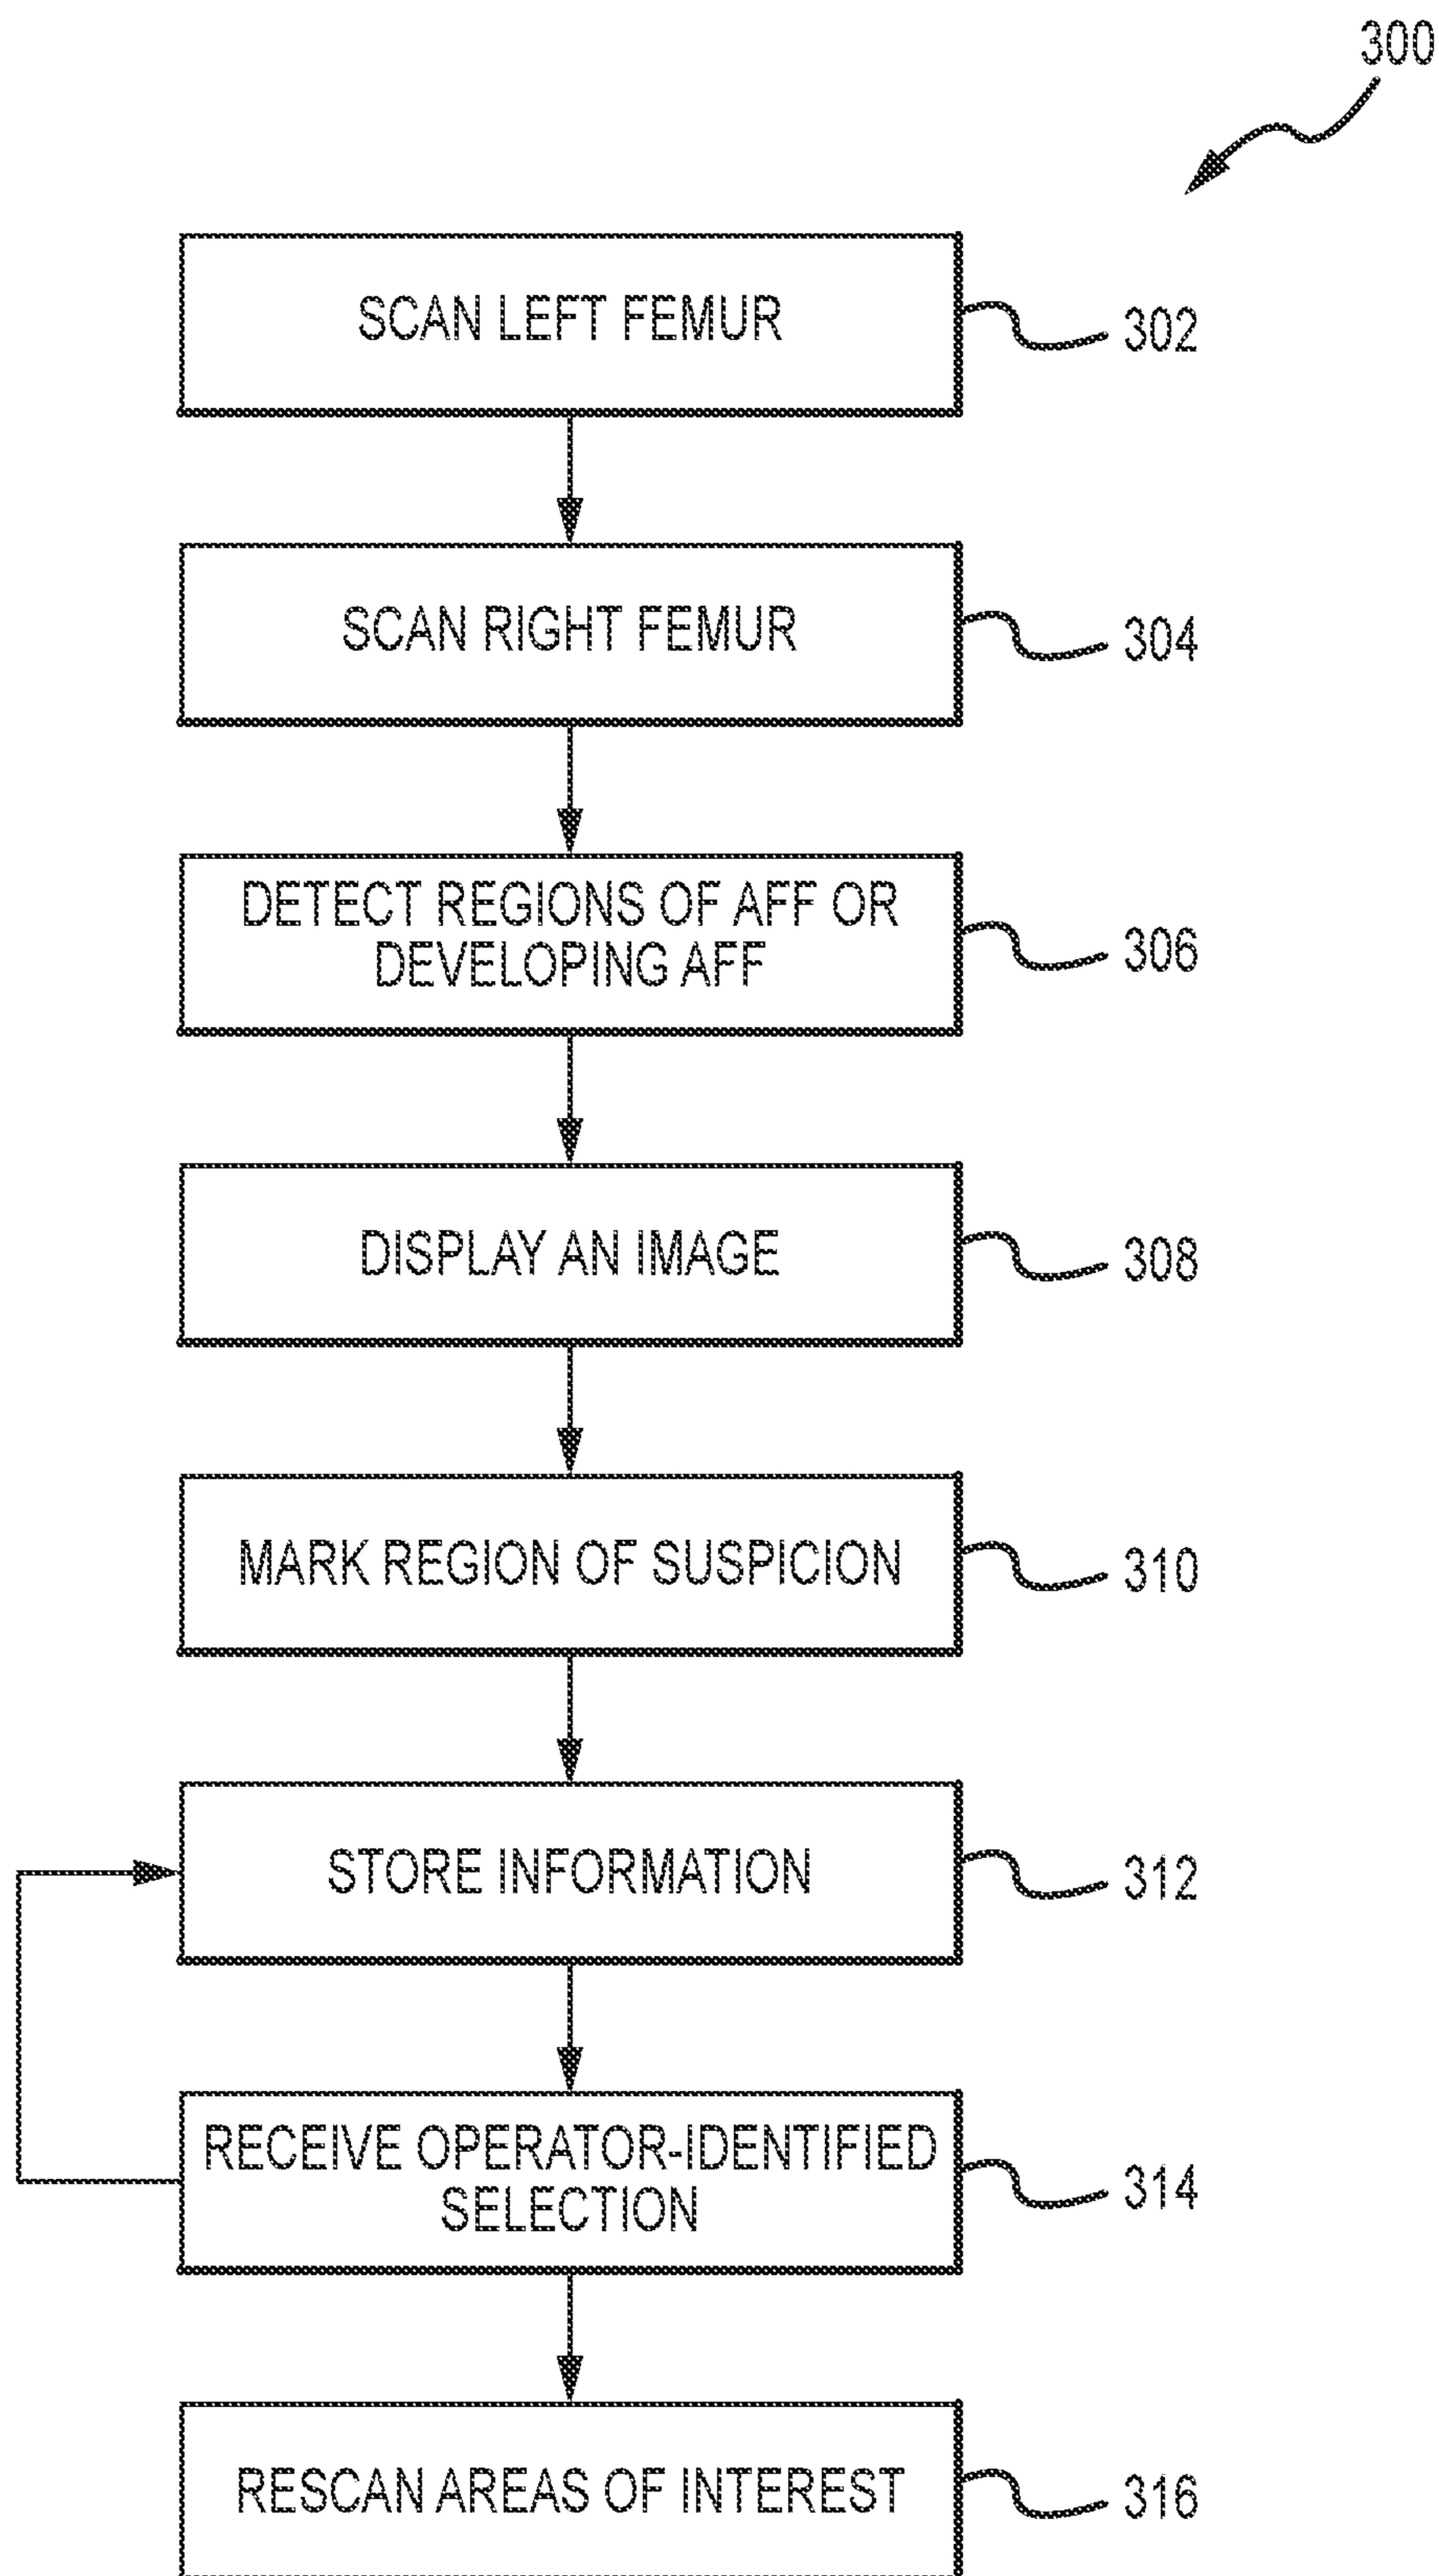 300
SCAN LEFT FEMUR
302
SCAN RIGHT FEMUR
304
DETECT REGIONS OF AFF OR
DEVELOPING AFF
306
DISPLAY AN IMAGE
308
MARK REGION OF SUSPICION
310
STORE INFORMATION
312
RECEIVE OPERATOR-IDENTIFIED
SELECTION
314
RESCAN AREAS OF INTEREST
316